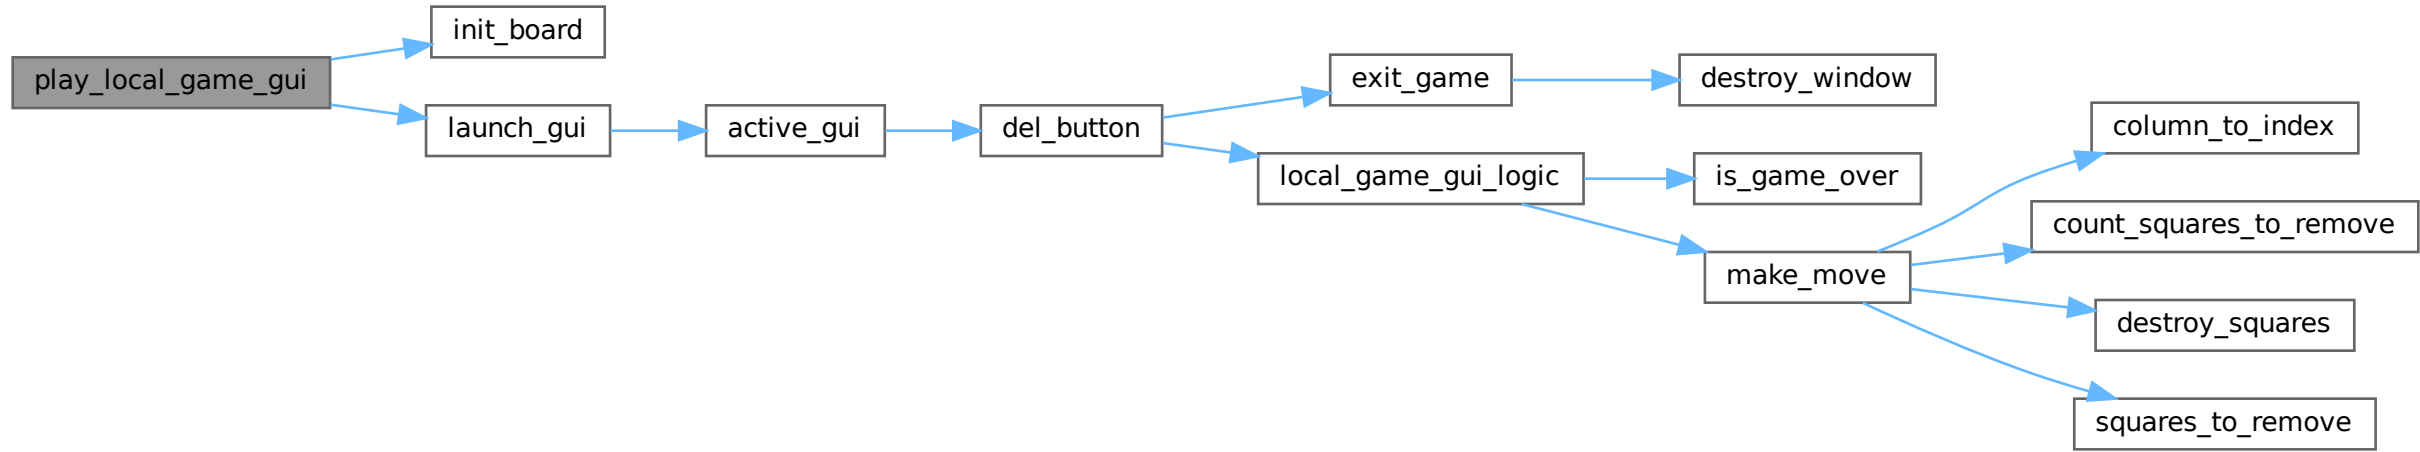 play_local_game_gui
init_board
launch_gui
active_gui
del_button
exit_game
destroy_window
local_game_gui_logic
is_game_over
make_move
column_to_index
count_squares_to_remove
destroy_squares
squares_to_remove